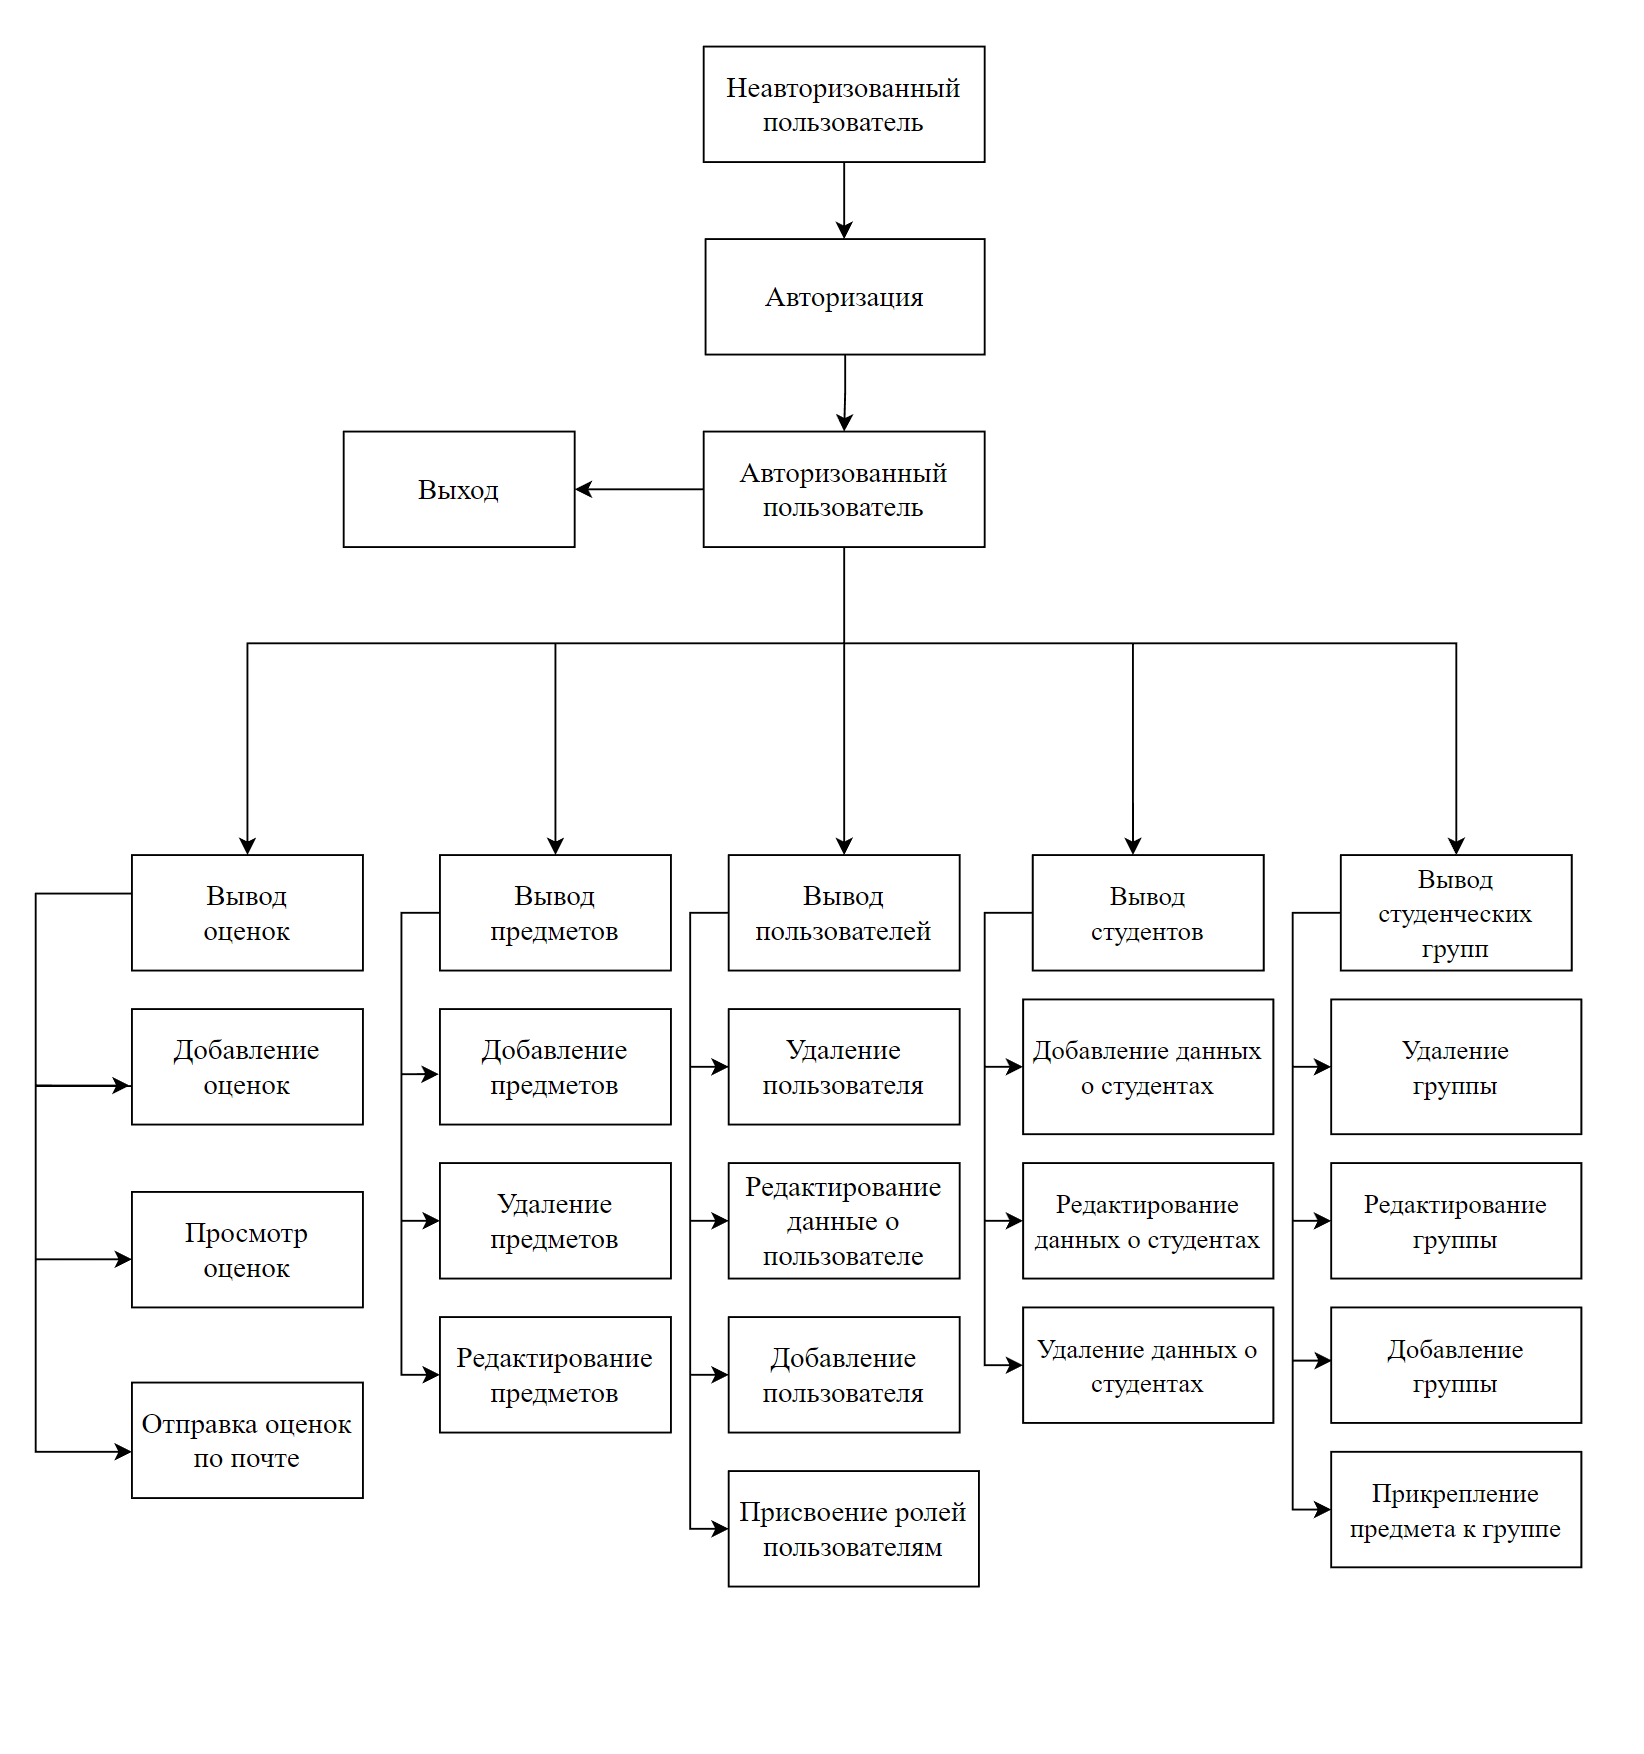 Неавторизованный
пользователь
Авторизация
Выход
Авторизованный
пользователь
Вывод
оценок
Добавление
оценок
Просмотр
оценок
Отправка оценок
по почте
Вывод
предметов
Добавление
предметов
Удаление
предметов
Редактирование
предметов
Вывод
пользователей
Удаление
пользователя
Редактирование
данные о
пользователе
Добавление
пользователя
Присвоение ролей
пользователям
Вывод
студентов
Добавление данных
о студентах
Редактирование
данных о студентах
Удаление данных о
студентах
Вывод
студенческих
групп
Удаление
группы
Редактирование
группы
Добавление
группы
Прикрепление
предмета к группе